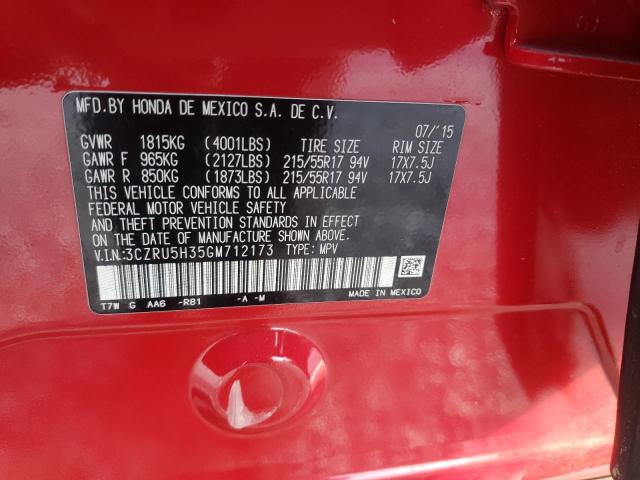 MFD.BY HONDA DE MEXICO S.A. DE C.V.
07/'15
GVWR 1815KG (4001LBS) TIRE SIZE RIM SIZE
GAWR F 965KG (2127LBS) 215/55R17 94V 17X7.5J
GAWR R 850KG (1873LBS) 215/55R17 94V 17X7.5J
THIS VEHICLE CONFORMS TO ALL APPLICABLE
FEDERAL MOTOR VEHICLE SAFETY
AND THEFT PREVENTION STANDARDS IN EFFECT
ON THE DATE OF MANUFACTURE SHOWN ABOVE.
V.I.N.:3CZRU5H35GM712173 TYPE: MPV
T7W G AA6 -R81 -A -M MADE IN MEXICO